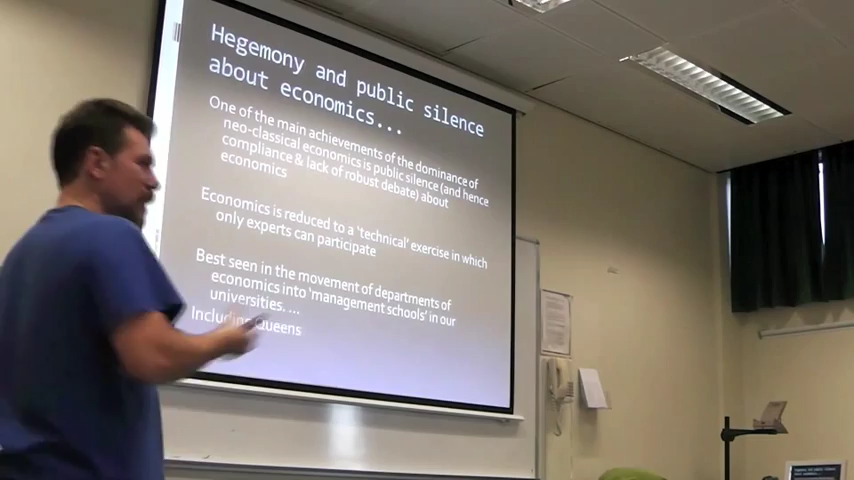 Hegemony and public silence
about economics...
One of the main achievements of the dominance of
neo-classical economics is public silence (and hence
compliance & lack of robust debate) about
economics
Economics is reduced to a 'technical' exercise in which
only experts can participate
Best seen in the movement of departments of
economics into 'management schools' in our
universities. ...
Including Queens